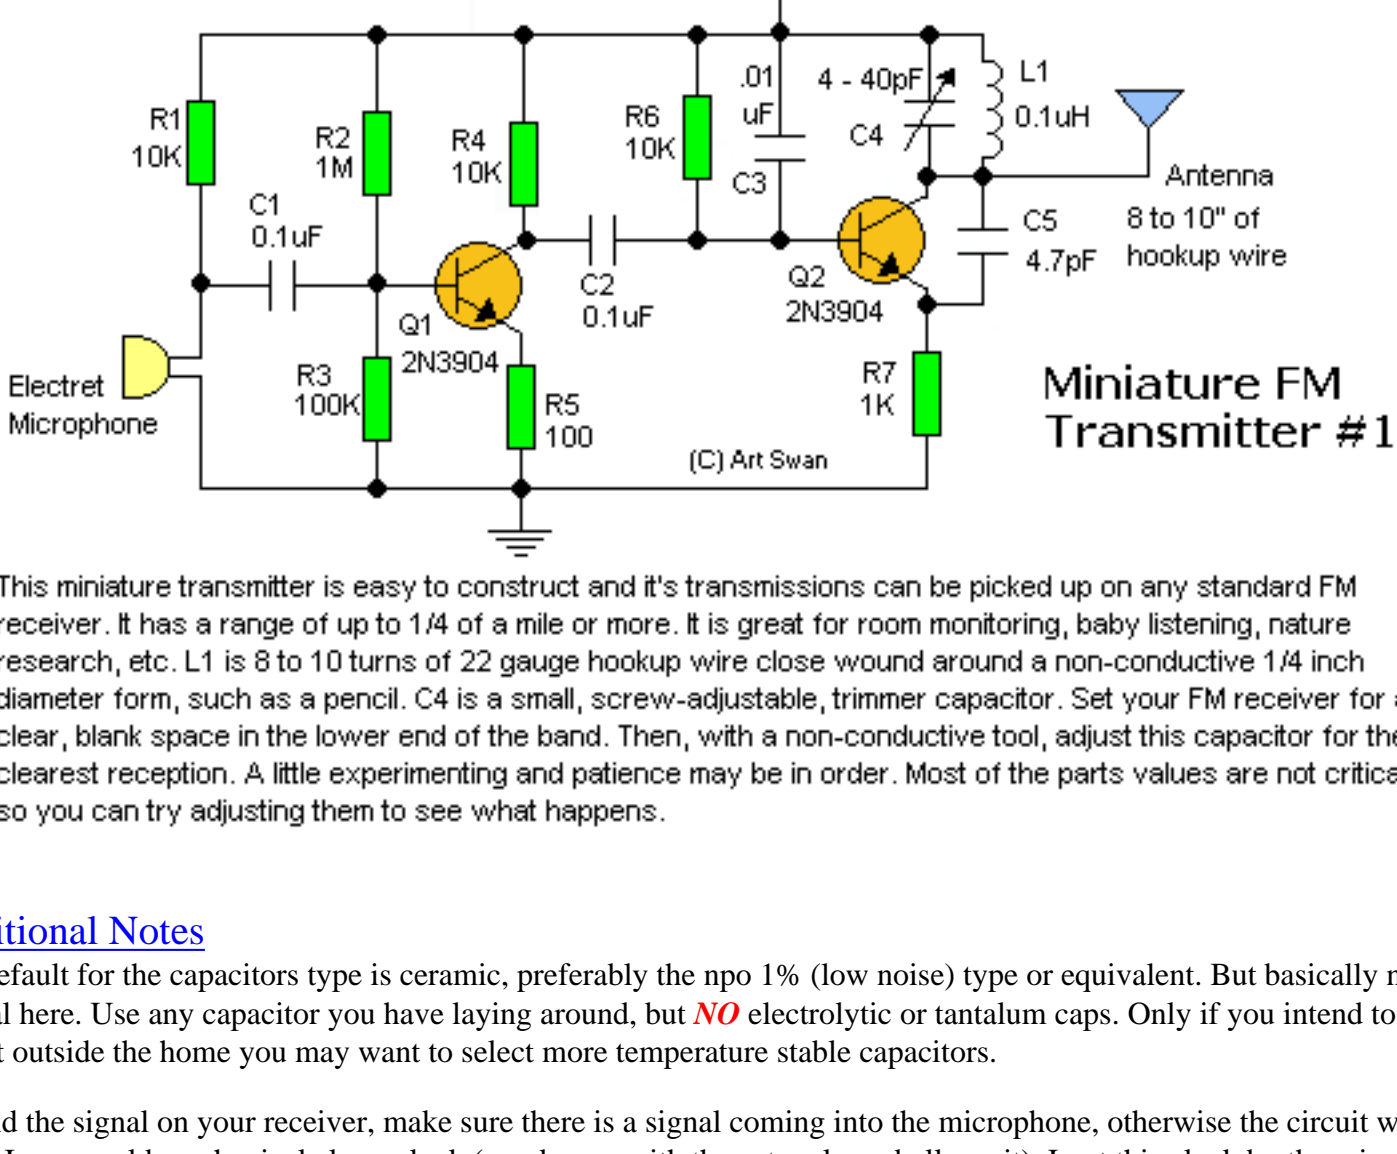 R1
10K
R2
1M
R4
10K
R6
10K
.01
uF
C3
4 - 40pF
C4
L1
0.1uH
C1
0.1uF
Antenna
8 to 10" of
hookup wire
C5
4.7pF
C2
0.1uF
Q2
2N3904
Q1
2N3904
Electret
Microphone
R3
100K
R5
100
R7
1K
Miniature FM
Transmitter #1
(C) Art Swan
This miniature transmitter is easy to construct and it's transmissions can be picked up on any standard FM
receiver. It has a range of up to 1/4 of a mile or more. It is great for room monitoring, baby listening, nature
research, etc. L1 is 8 to 10 turns of 22 gauge hookup wire close wound around a non-conductive 1/4 inch
diameter form, such as a pencil. C4 is a small, screw-adjustable, trimmer capacitor. Set your FM receiver for a
clear, blank space in the lower end of the band. Then, with a non-conductive tool, adjust this capacitor for the
clearest reception. A little experimenting and patience may be in order. Most of the parts values are not critica
so you can try adjusting them to see what happens.
itional Notes
efault for the capacitors type is ceramic, preferably the npo 1% (low noise) type or equivalent. But basically
here. Use any capacitor you have laying around, but NO electrolytic or tantalum caps. Only if you intend to
outside the home you may want to select more temperature stable capacitors.
the signal on your receiver, make sure there is a signal coming into the microphone, otherwise the circuit